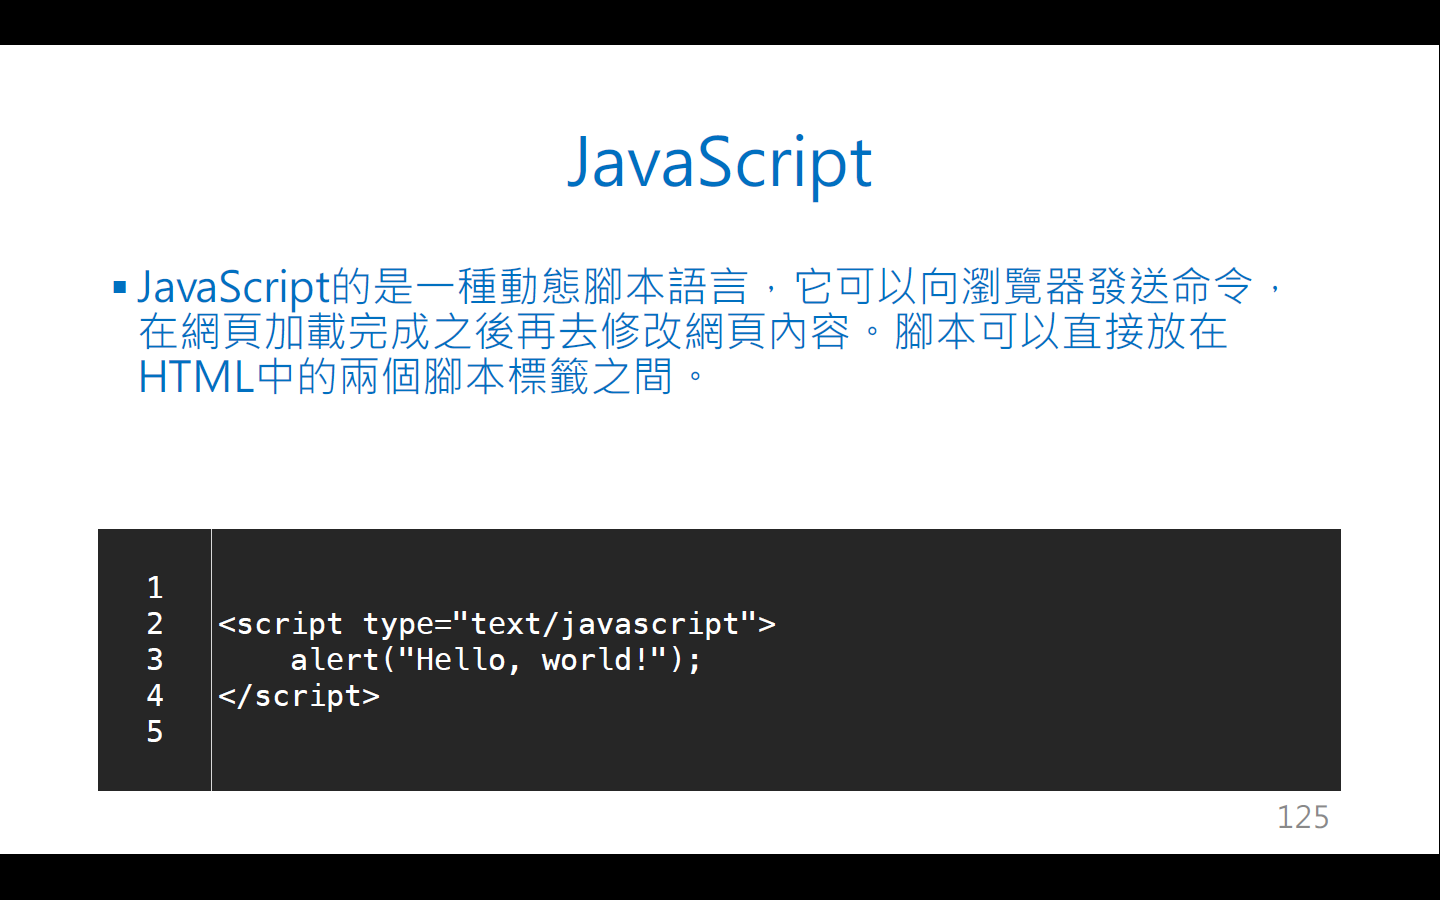 JavaScript
▪ JavaScript的是一種動態腳本語言，它可以向瀏覽器發送命令，
在網頁加載完成之後再去修改網頁內容。腳本可以直接放在
HTML中的兩個腳本標籤之間。
1
2 <script type="text/javascript">
3     alert("Hello, world!");
4 </script>
5
125